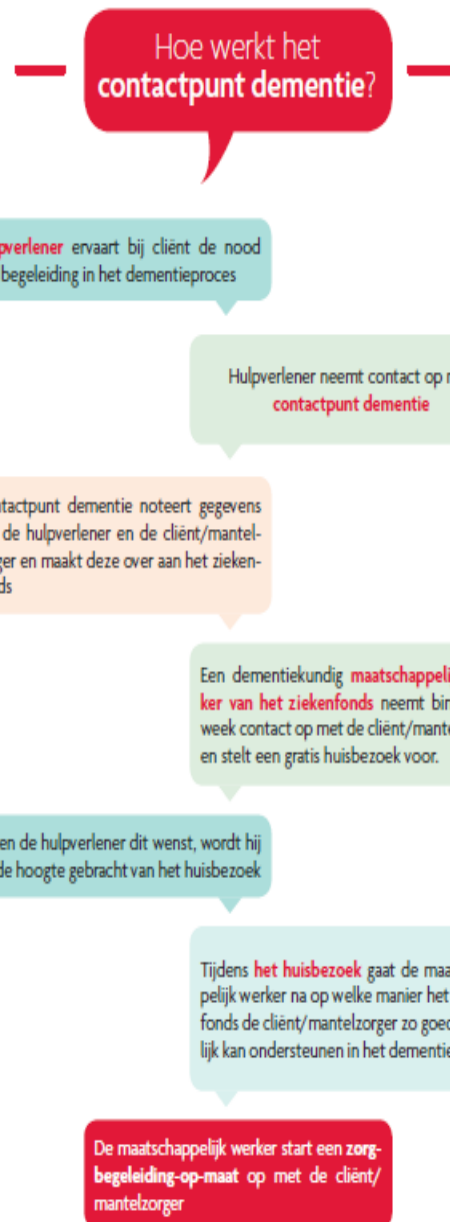 Hoe werkt het
contactpunt dementie?
pverlener ervaart bij cliënt de nood
begeleiding in het dementieproces
Hulpverlener neemt contact op
contactpunt dementie
tactpunt dementie noteert gegevens
de hulpverlener en de cliënt/mantel-
ger en maakt deze over aan het zieken-
ds
Een dementiekundig maatschappeli
ker van het ziekenfonds neemt bin
week contact op met de cliënt/mante
en stelt een gratis huisbezoek voor.
en de hulpverlener dit wenst, wordt hij
de hoogte gebracht van het huisbezoek
Tijdens het huisbezoek gaat de maa
pelijk werker na op welke manier het
fonds de cliënt/mantelzorger zo goed
lijk kan ondersteunen in het dementie
De maatschappelijk werker start een zorg-
begeleiding-op-maat op met de cliënt/
mantelzorger